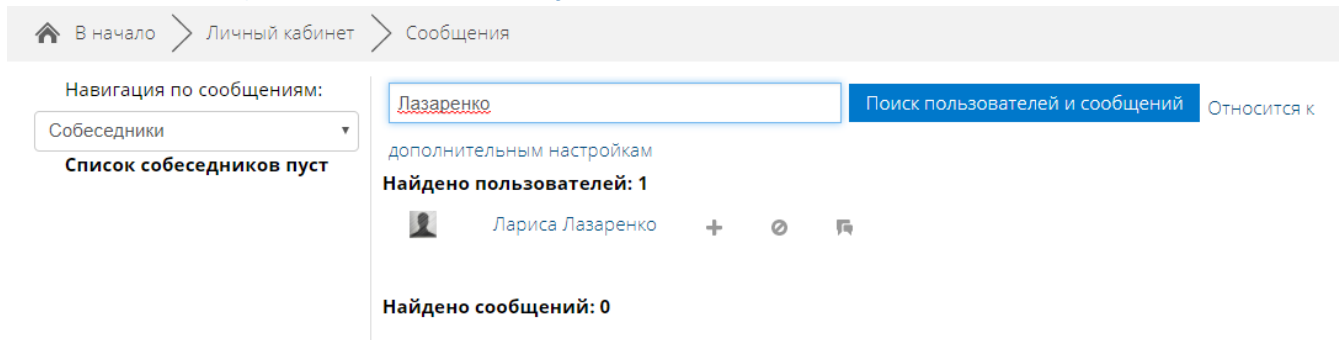 В начало Личный кабинет Сообщения
Навигация по сообщениям:
Собеседники
Список собеседников пуст
Лазаренко Поиск пользователей и сообщений Относится к
дополнительным настройкам
Найдено пользователей: 1
Лариса Лазаренко
Найдено сообщений: 0